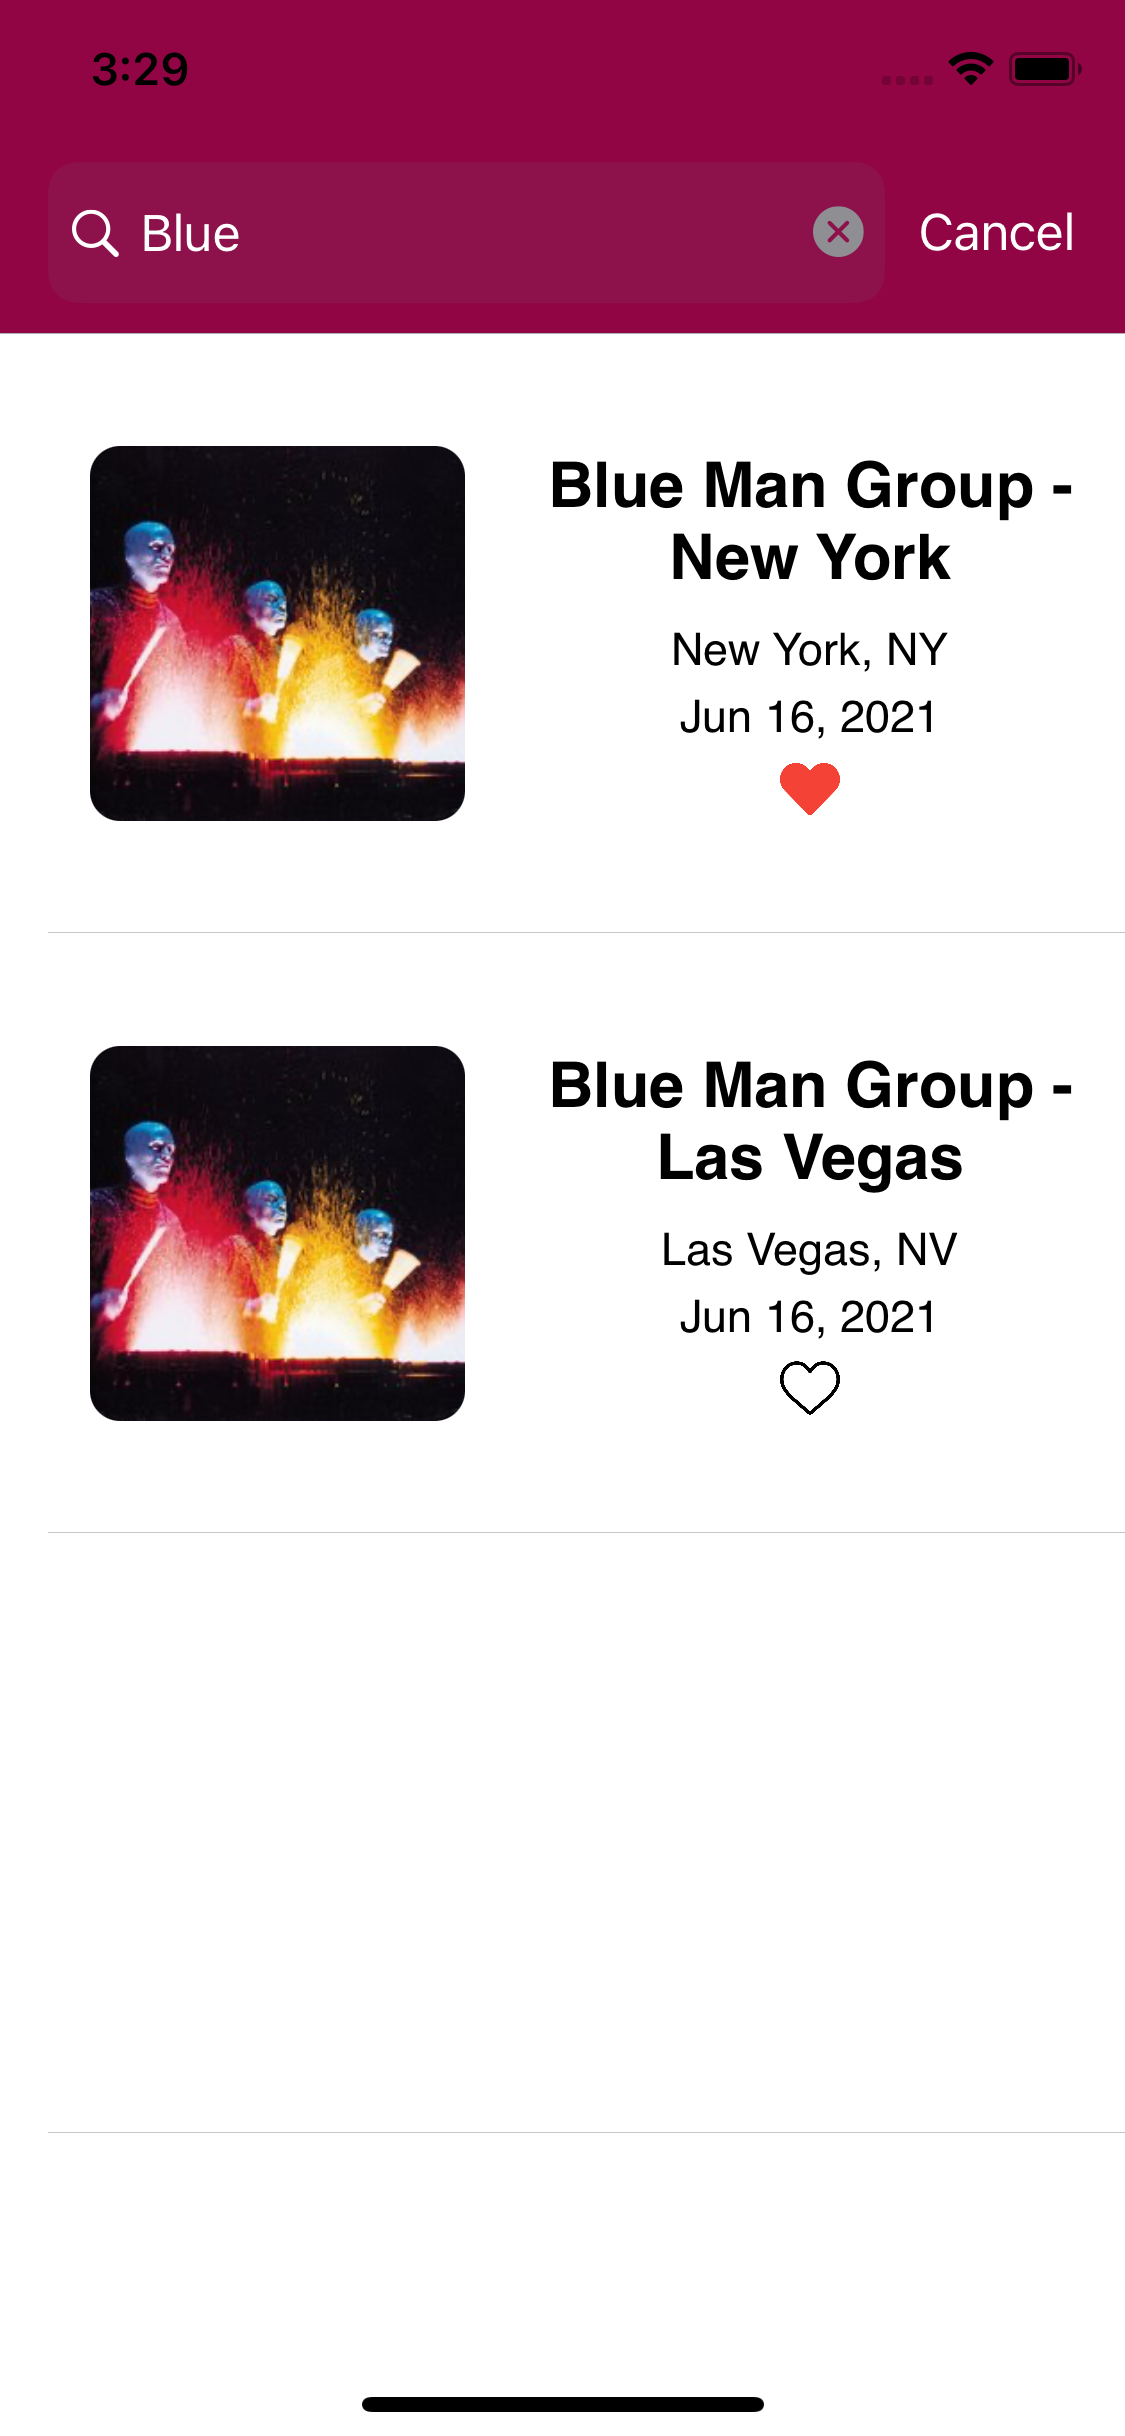 3:29
Blue
Cancel
Blue Man Group -
New York
New York, NY
Jun 16, 2021
Blue Man Group -
Las Vegas
Las Vegas, NV
Jun 16, 2021